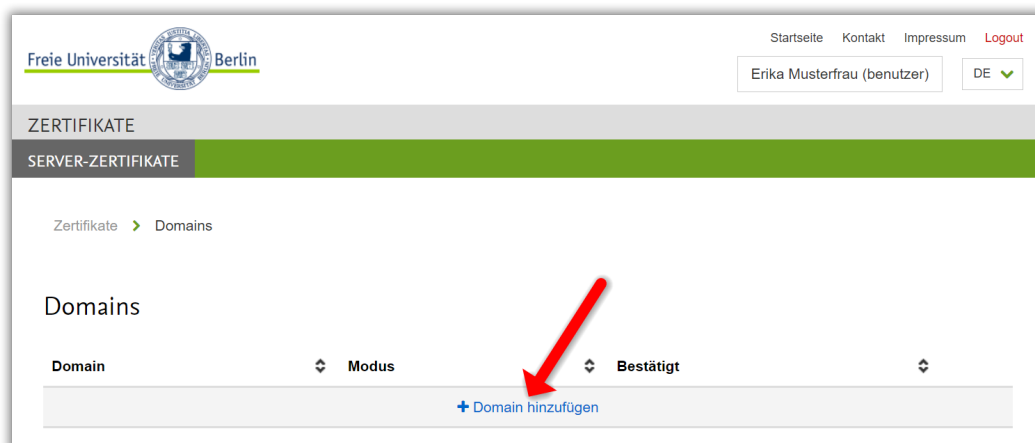 Startseite Kontakt Impressum Logout
Freie Universität Berlin
Erika Musterfrau (benutzer) DE
ZERTIFIKATE
SERVER-ZERTIFIKATE
Zertifikate > Domains
Domains
Domain Modus Bestätigt
+ Domain hinzufügen